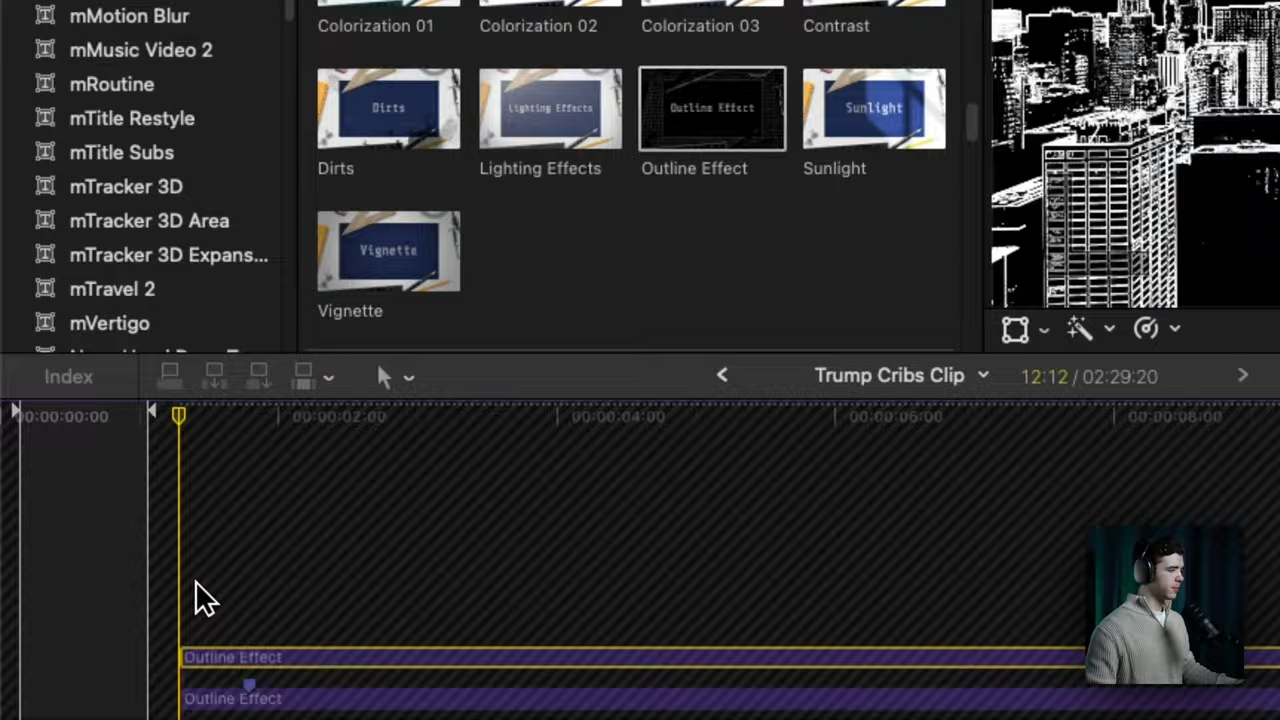 mMotion Blur
mMusic Video 2
mRoutine
mTitle Restyle
mTitle Subs
mTracker 3D
mTracker 3D Area
mTracker 3D Expans...
mTravel 2
mVertigo
Colorization 01
Colorization 02
Colorization 03
Contrast
Dirts
Lighting Effects
Outline Effect
Sunlight
Dirts
Lighting Effects
Outline Effect
Sunlight
Vignette
Vignette
Index
Trump Cribs Clip
12:12 / 02:29:20
00:00:00:00
00:00:02:00
00:00:04:00
00:00:06:00
00:00:08:00
Outline Effect
Outline Effect